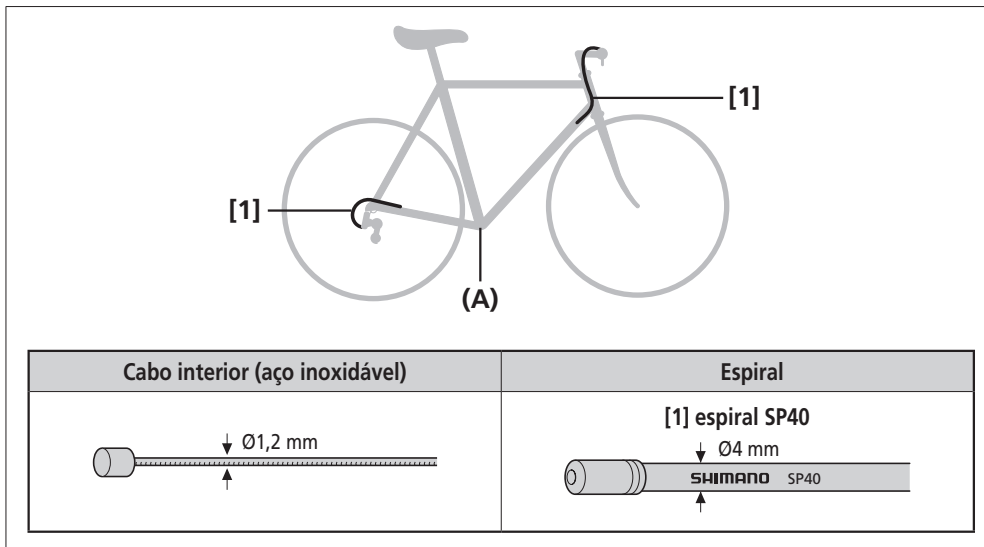 [1]
[1]
(A)
Cabo interior (aço inoxidável)
Espiral
Ø1,2 mm
[1] espiral SP40
Ø4 mm
SHIMANO SP40